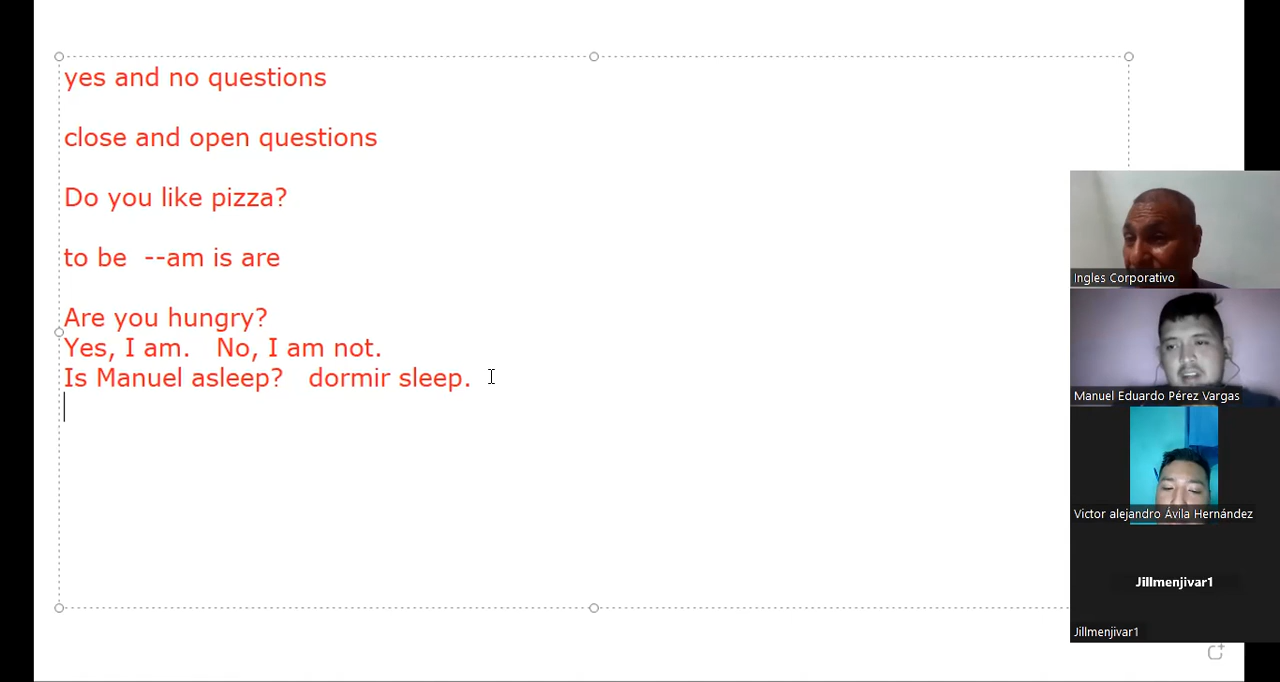 yes and no questions
close and open questions
Do you like pizza?
to be --am is are
Are you hungry?
Yes, I am. No, I am not.
Is Manuel asleep? dormir sleep.
Ingles Corporativo
Manuel Eduardo Pérez Vargas
Victor alejandro Ávila Hernández
Jillmenjivar1
Jillmenjivar1